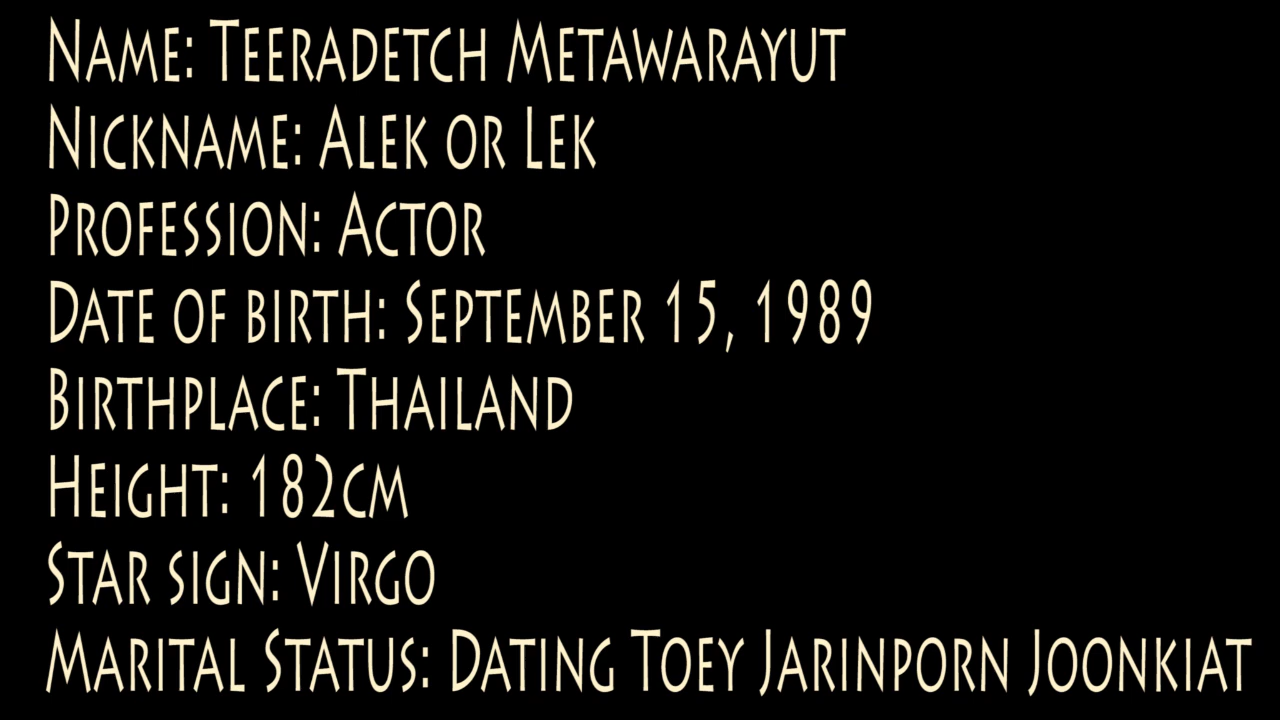 Name: Teeradetch Metawarayut
Nickname: Alek or Lek
Profession: Actor
Date of birth: September 15, 1989
Birthplace: Thailand
Height: 182cm
Star sign: Virgo
Marital Status: Dating Toey Jarinporn Joonkiat